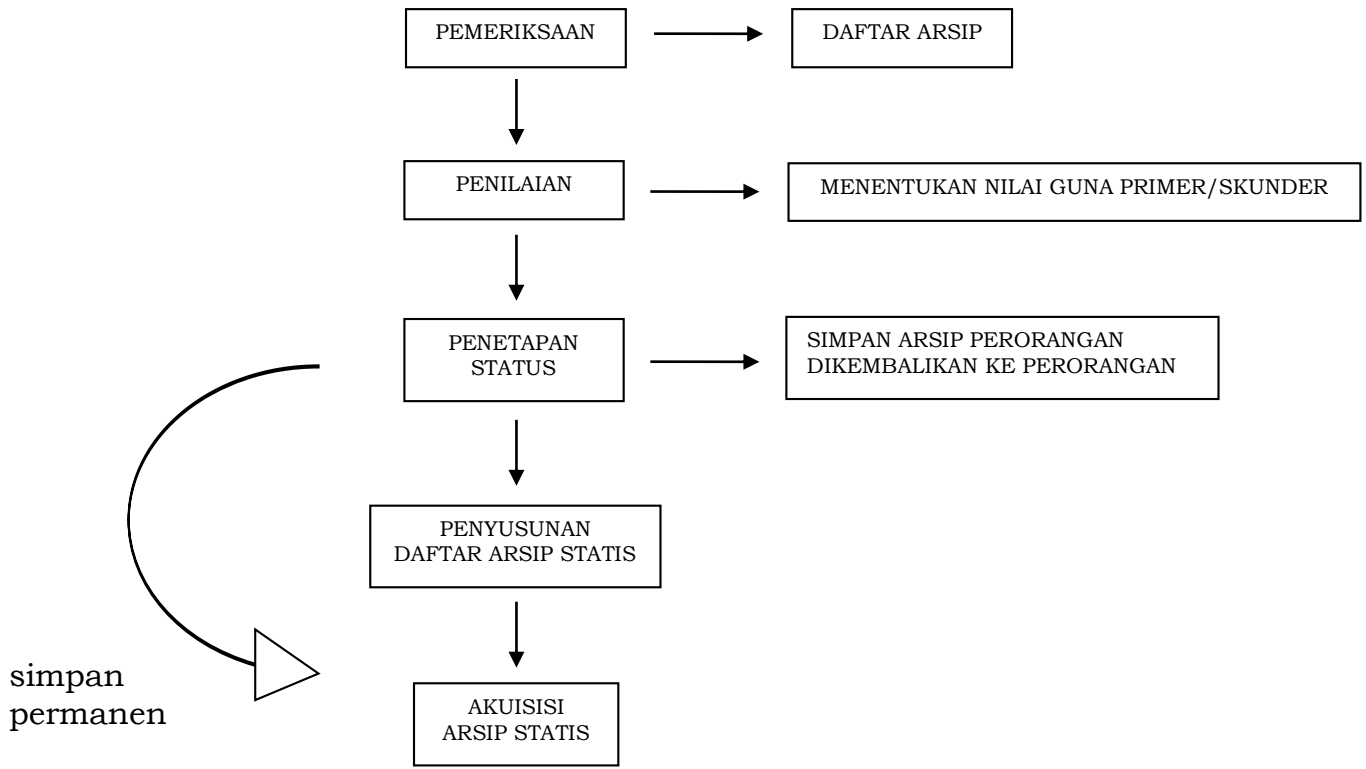 PEMERIKSAAN
DAFTAR ARSIP
PENILAIAN
MENENTUKAN NILAI GUNA PRIMER/SKUNDER
PENETAPAN
STATUS
SIMPAN ARSIP PERORANGAN
DIKEMBALIKAN KE PERORANGAN
PENYUSUNAN
DAFTAR ARSIP STATIS
simpan
permanen
AKUISISI
ARSIP STATIS